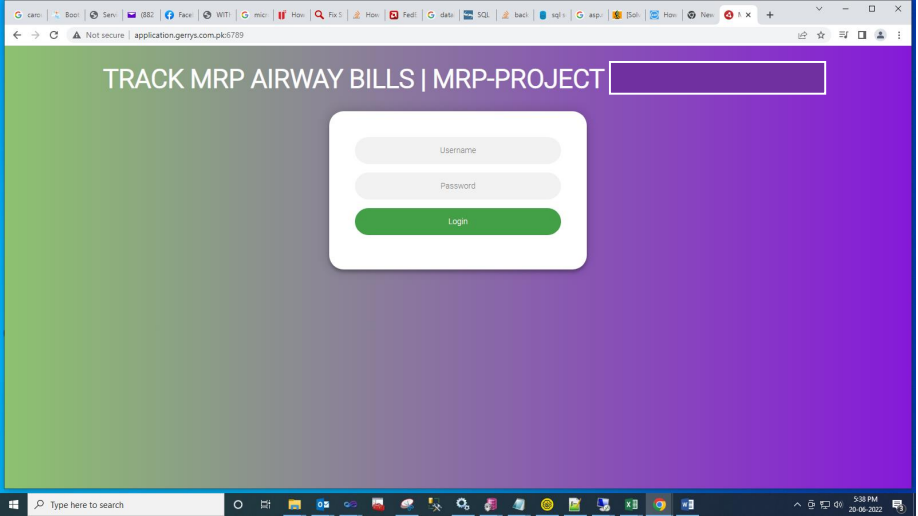 caro
Boot
Servi
(882
Facel
WITI
micr
How
Fix S
How
FedE
data
SQL
back
sql s
asp.
[Solv
How
New
Not secure | application.gerrys.com.pk:6789
TRACK MRP AIRWAY BILLS | MRP-PROJECT
Username
Password
Login
Type here to search
5:38 PM
20-06-2022